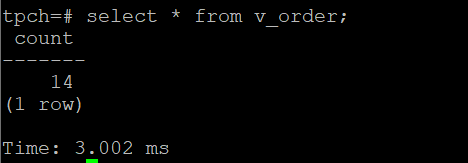 tpch=# select * from v_order;
 count
-------
    14
(1 row)

Time: 3.002 ms